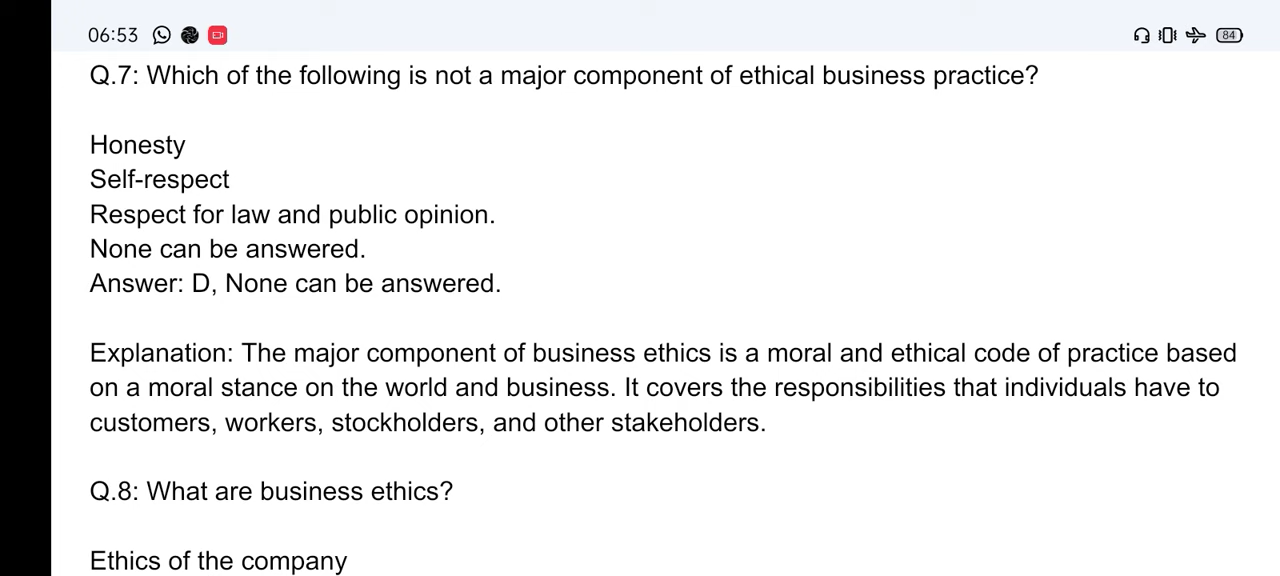 06:53
84
Q.7: Which of the following is not a major component of ethical business practice?
Honesty
Self-respect
Respect for law and public opinion.
None can be answered.
Answer: D, None can be answered.
Explanation: The major component of business ethics is a moral and ethical code of practice based
on a moral stance on the world and business. It covers the responsibilities that individuals have to
customers, workers, stockholders, and other stakeholders.
Q.8: What are business ethics?
Ethics of the company